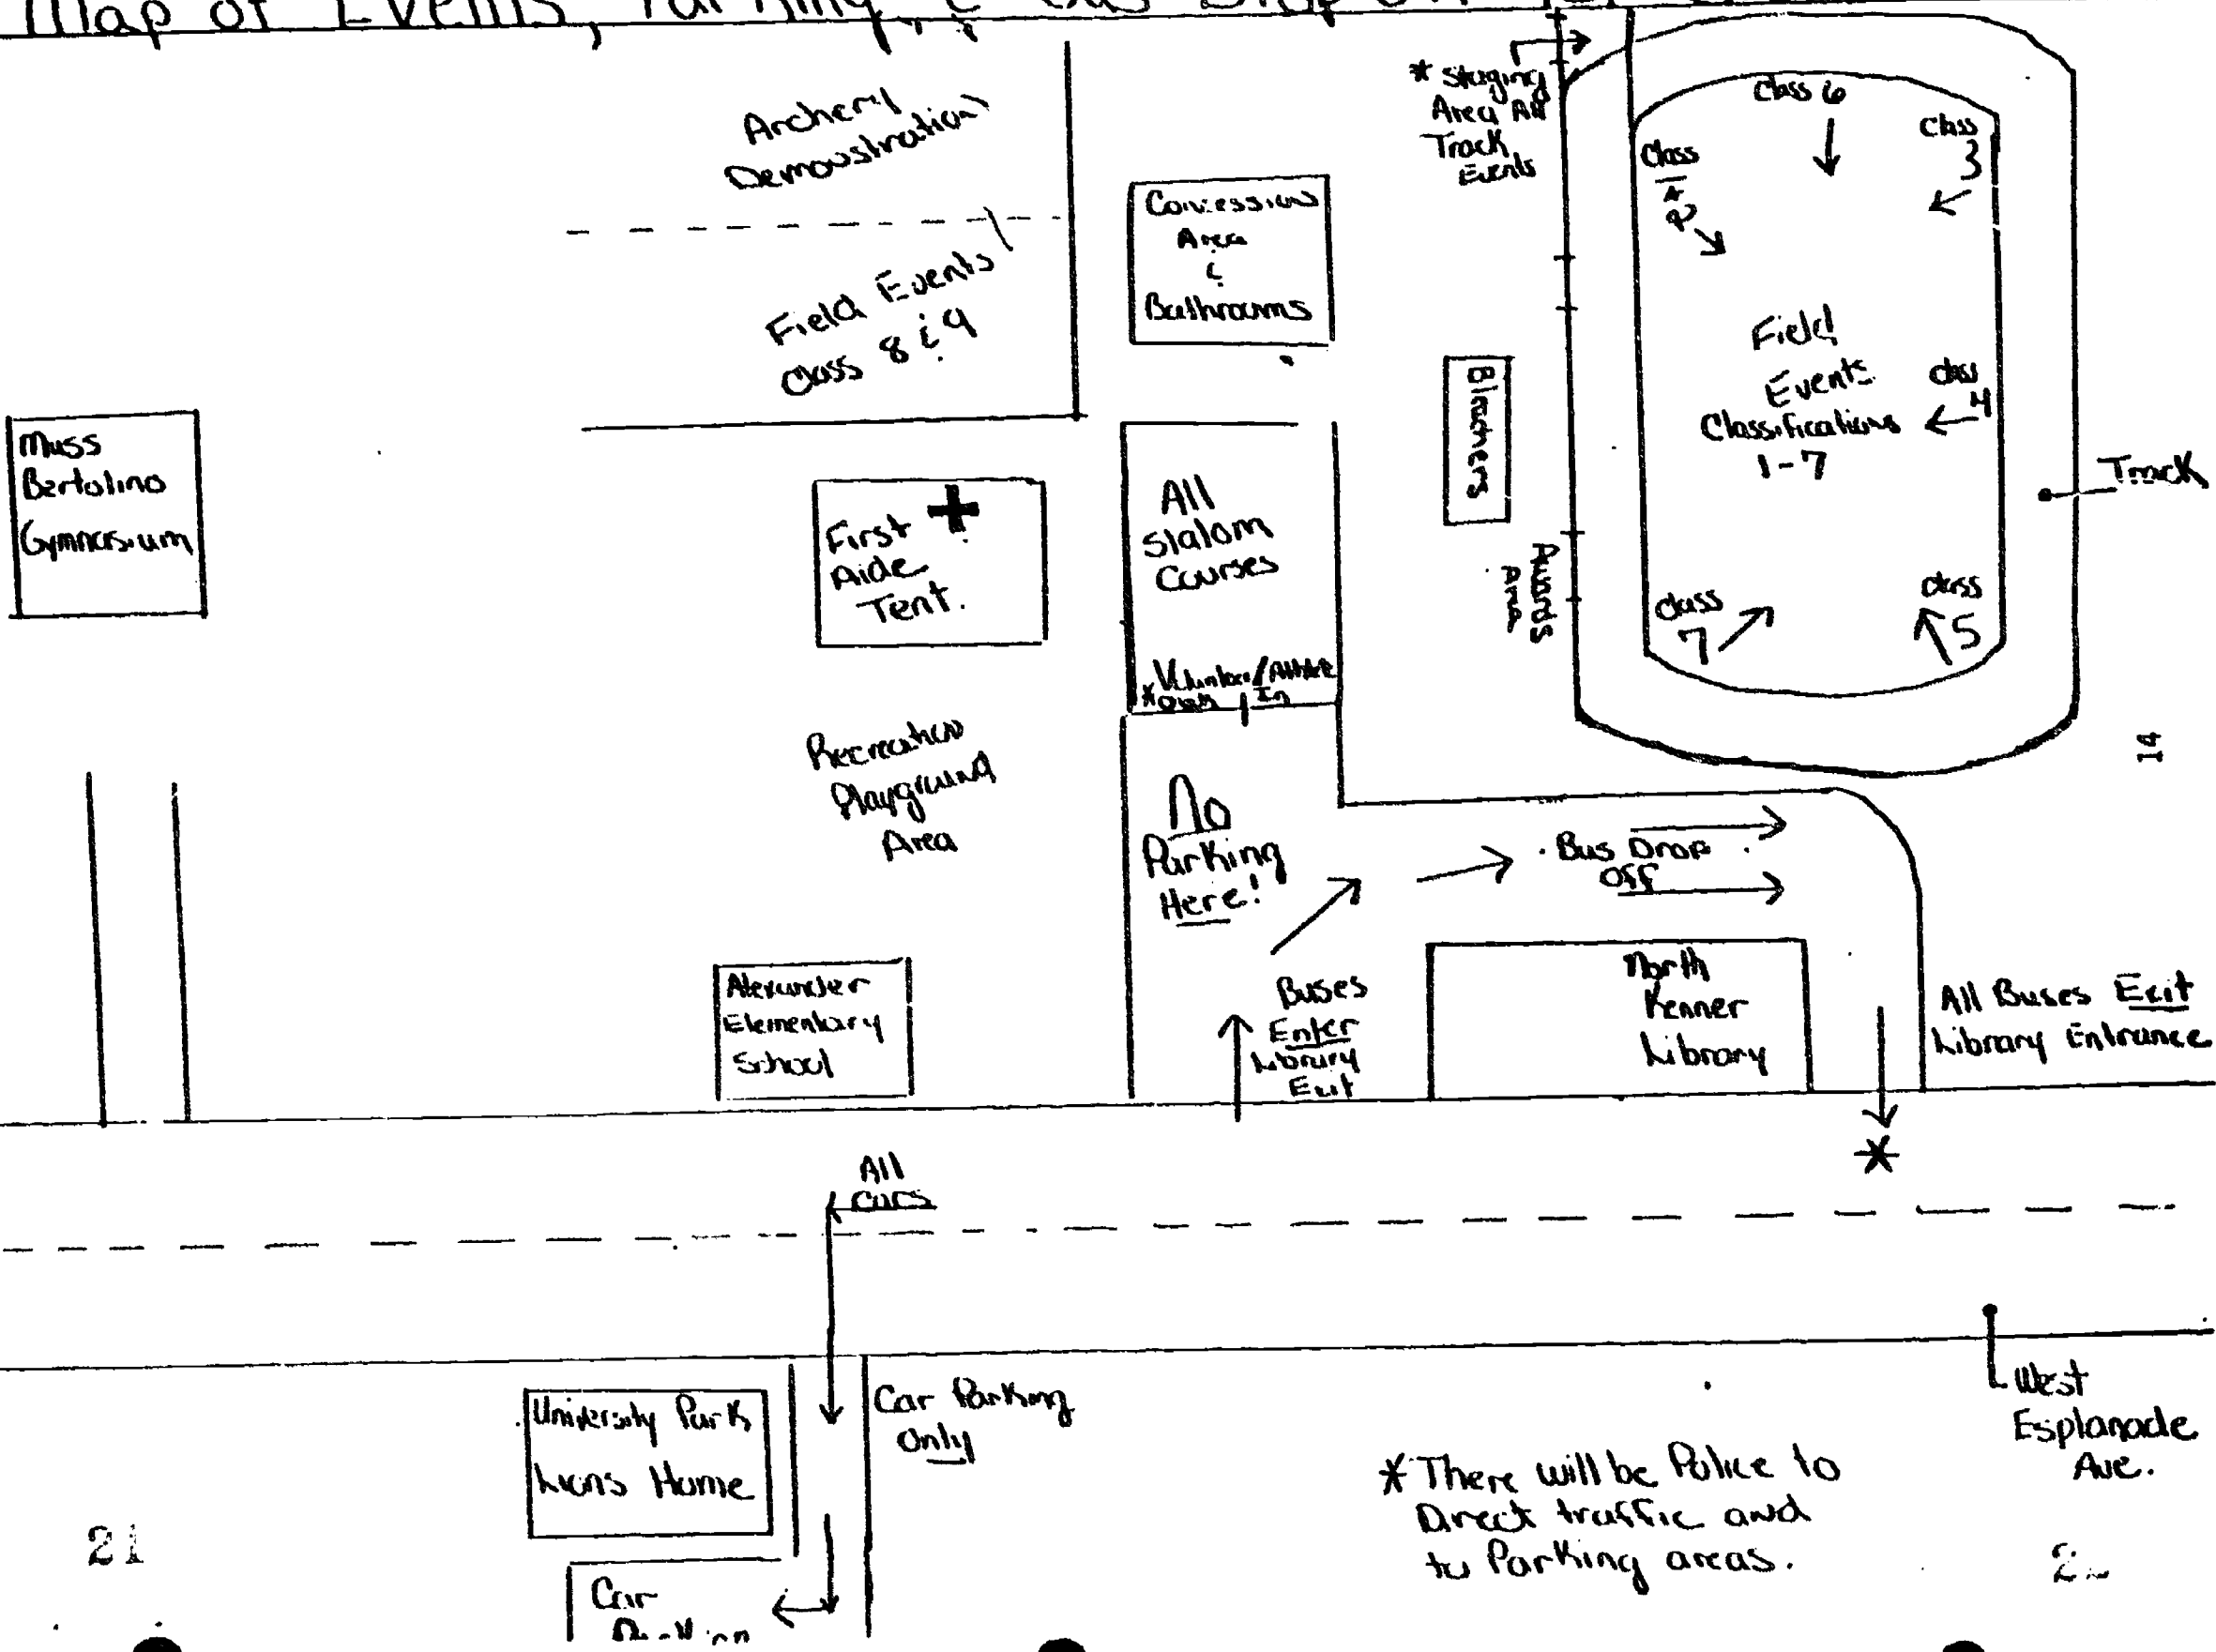 Map of Events, Parking, & Bus Drop Off
Archery
Demonstration
Field Events
Class 8 & 9
Concession
Area
&
Bathrooms
* Staging
Area All
Track
Events
Class 6
Class
3
Class
1
&
2
Field
Events
Classifications
1-7
class
4
Track
class
7
class
5
Bleachers
Awards
Area
Muss
Bertolino
Gymnasium
First
Aide
Tent.
All
Slalom
Courses
Volunteer/Athlete
* In
Recreation
Playground
Area
No
Parking
Here!
Bus Drop
Off
14
Alexander
Elementary
School
Buses
Enter
Library
Exit
North
Kenner
Library
All Buses Exit
Library Entrance
*
All
Cars
University Park
Lions Home
Car Parking
Only
West
Esplanade
Ave.
* There will be Police to
Direct traffic and
to Parking areas.
21
Car
Parking